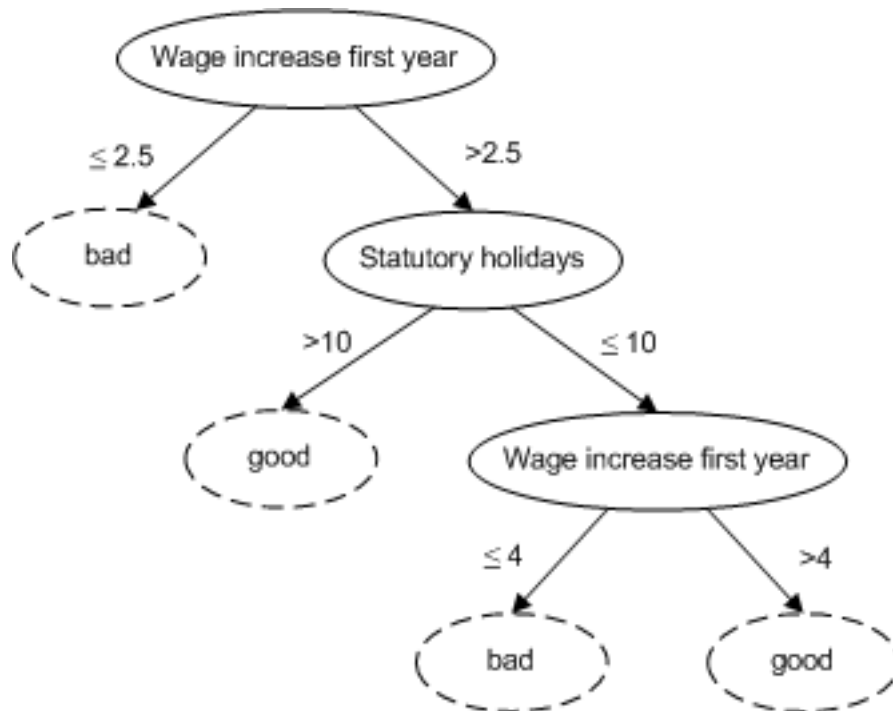 Wage increase first year
≤ 2.5
>2.5
bad
Statutory holidays
>10
≤ 10
good
Wage increase first year
≤ 4
>4
bad
good